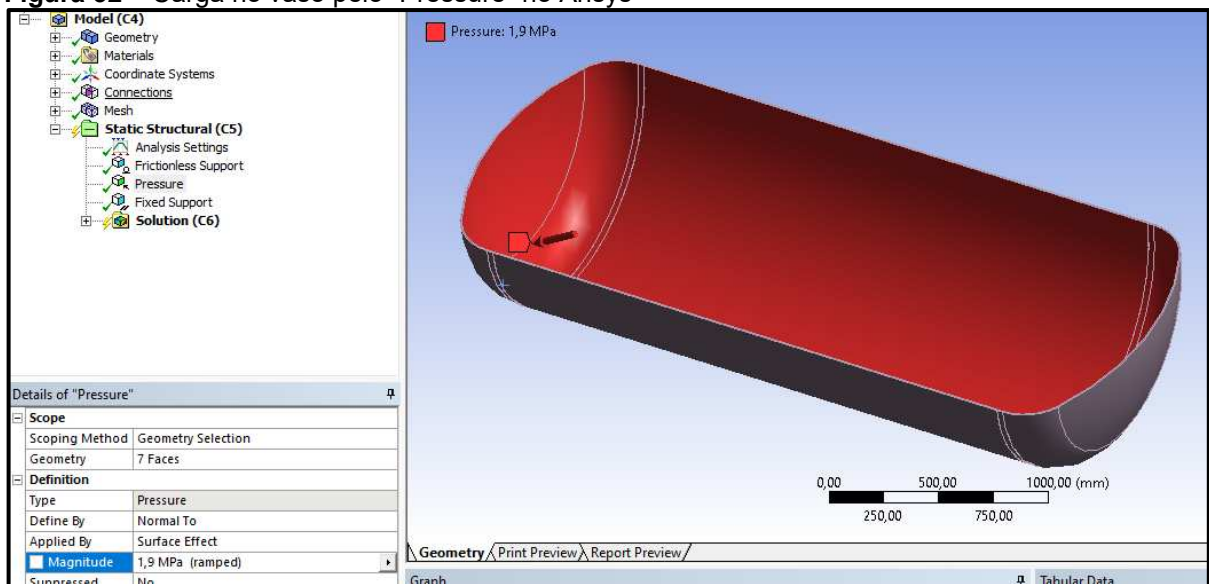 Figura 32 – Carga no vaso pelo "Pressure" no Ansys
Model (C4)
Geometry
Materials
Coordinate Systems
Connections
Mesh
Static Structural (C5)
Analysis Settings
Frictionless Support
Pressure
Fixed Support
Solution (C6)
Details of "Pressure"
Scope
Scoping Method Geometry Selection
Geometry 7 Faces
Definition
Type Pressure
Define By Normal To
Applied By Surface Effect
Magnitude 1,9 MPa (ramped)
Suppressed No
Pressure: 1,9 MPa
0,00 500,00 1000,00 (mm)
250,00 750,00
Geometry Print Preview Report Preview
Graph Tabular Data